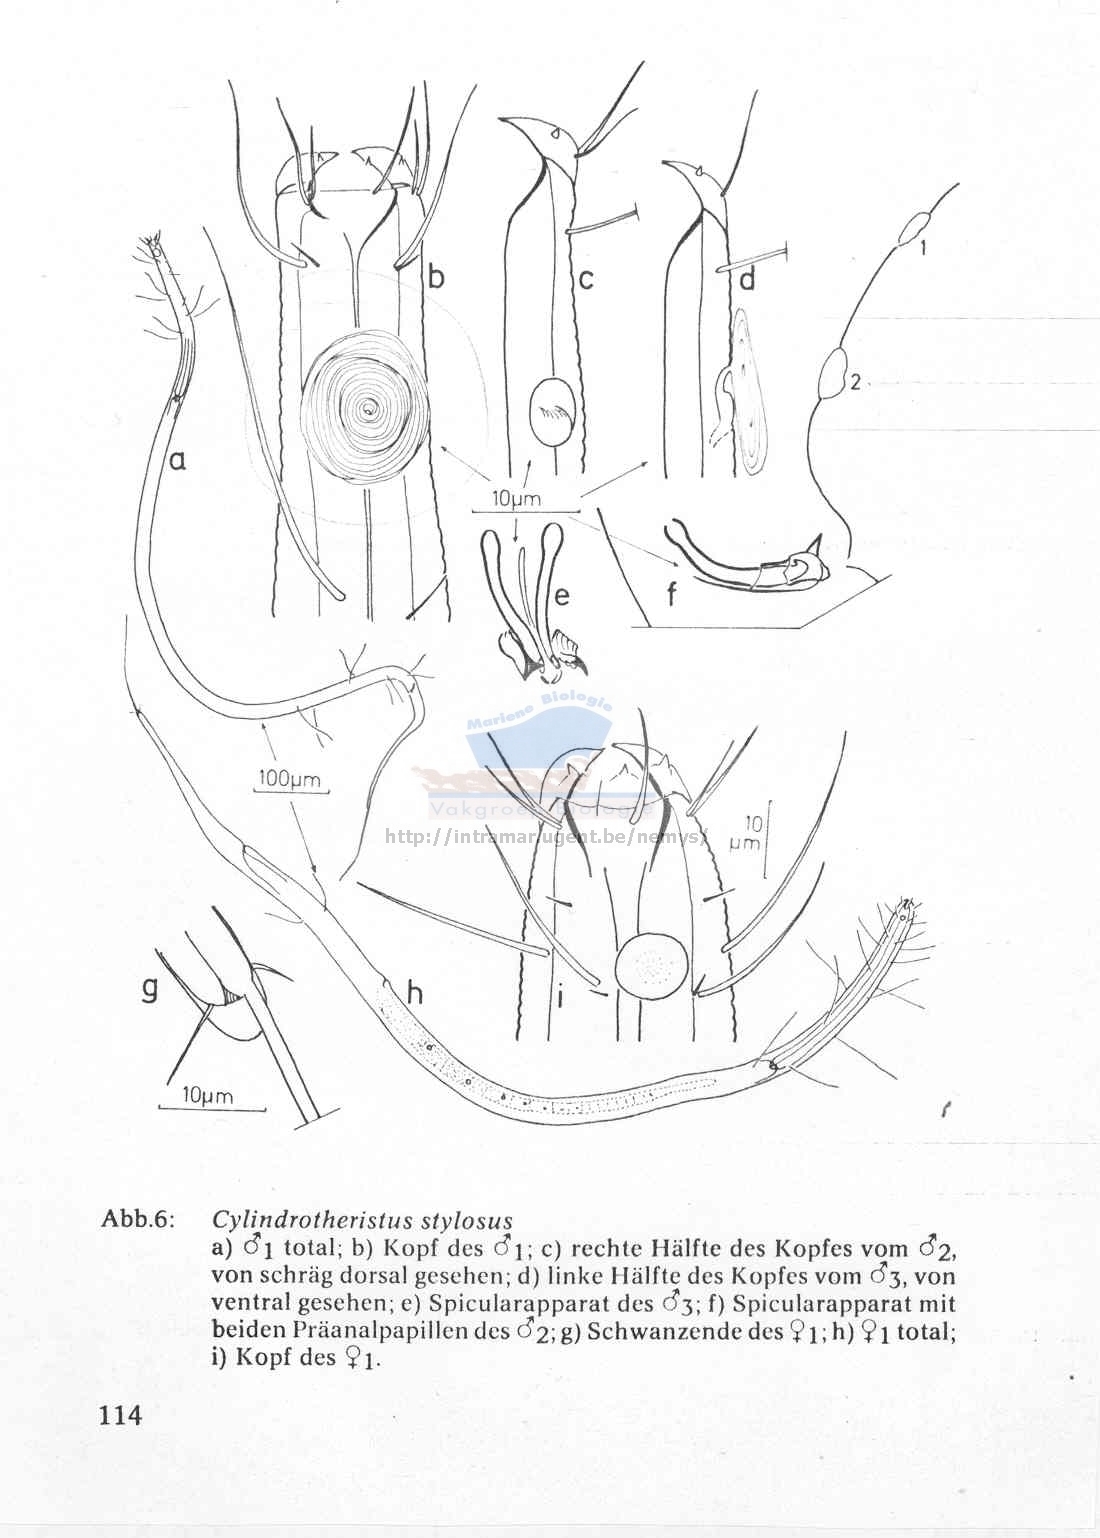 1
b
c
d
2
a
10µm
e
f
Mariene Biologie
100µm
Vakgroep Biologie
http://intramar.ugent.be/nemys/
10
µm
g
h
i
10µm
Abb.6: Cylindrotheristus stylosus
a) ♂1 total; b) Kopf des ♂1; c) rechte Hälfte des Kopfes vom ♂2,
von schräg dorsal gesehen; d) linke Hälfte des Kopfes vom ♂3, von
ventral gesehen; e) Spicularapparat des ♂3; f) Spicularapparat mit
beiden Präanalpapillen des ♂2; g) Schwanzende des ♀1; h) ♀1 total;
i) Kopf des ♀1.
114